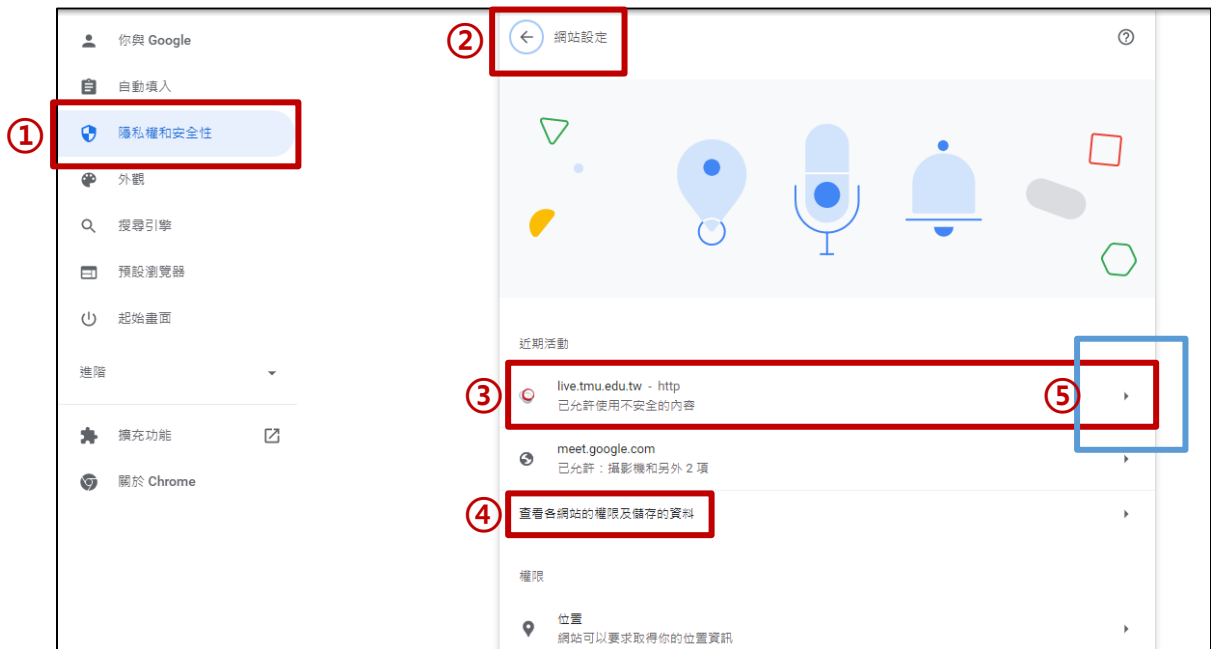 你與 Google
自動填入
① 隱私權和安全性
外觀
搜尋引擎
預設瀏覽器
起始畫面
進階
擴充功能
關於 Chrome
② 網站設定
近期活動
③ live.tmu.edu.tw - http
已允許使用不安全的內容
⑤
meet.google.com
已允許：攝影機和另外 2 項
④ 查看各網站的權限及儲存的資料
權限
位置
網站可以要求取得你的位置資訊